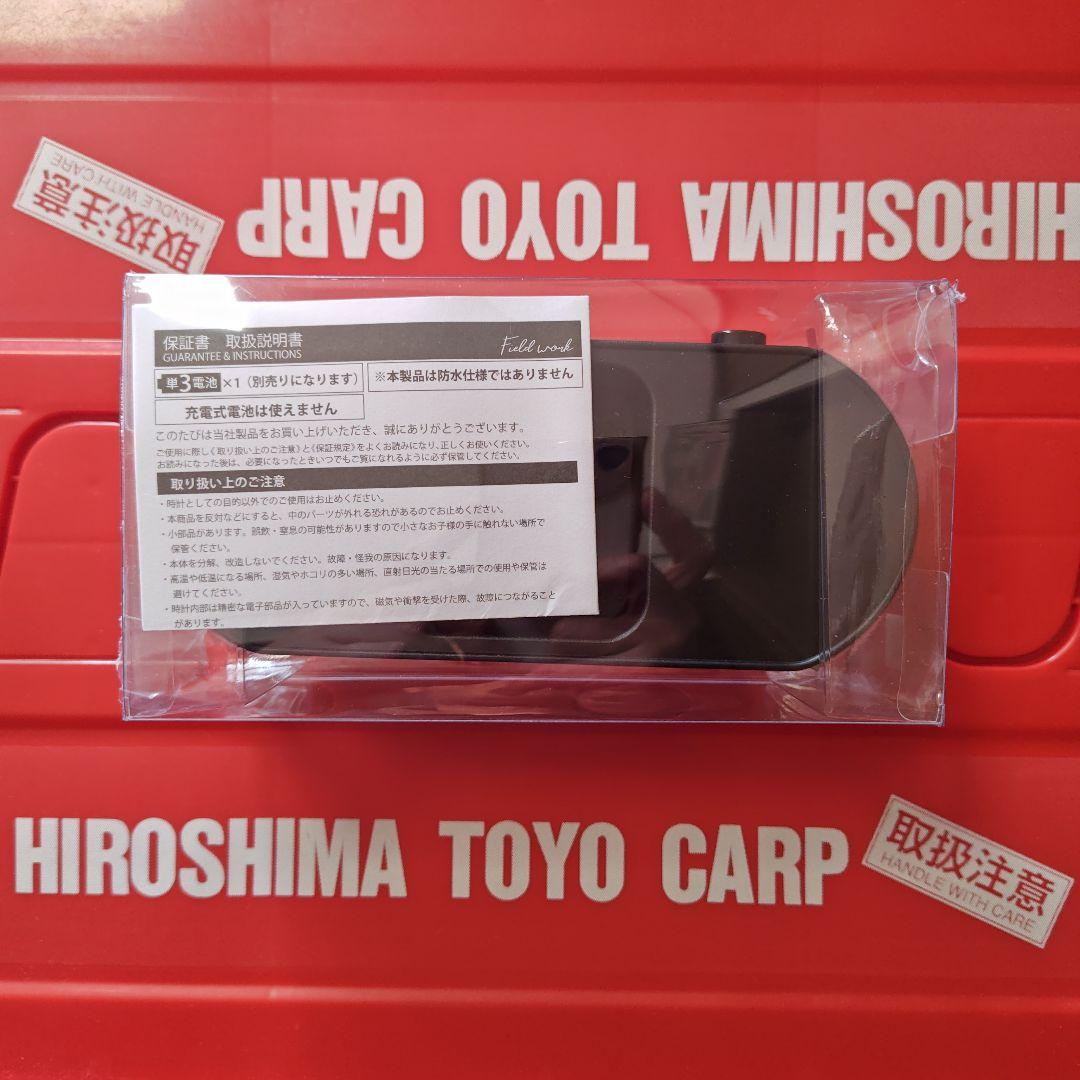 取扱注意
HANDLE WITH CARE
HIROSHIMA TOYO CARP
保証書 取扱説明書
GUARANTEE & INSTRUCTIONS
Field work
単3電池 ×1（別売りになります）
※本製品は防水仕様ではありません
充電式電池は使えません
このたびは当社製品をお買い上げいただき、誠にありがとうございます。
ご使用に際し《取り扱い上のご注意》と《保証規定》をよくお読みになり、正しくお使いください。
お読みになった後は、必要になったときいつでもご覧になれるように必ず保管してください。
取り扱い上のご注意
・時計としての目的以外でのご使用はお止めください。
・本商品を反対などにすると、中のパーツが外れる恐れがあるのでお止めください。
・小部品があります。誤飲・窒息の可能性がありますので小さなお子様の手に触れない場所で
保管ください。
・本体を分解、改造しないでください。故障・怪我の原因になります。
・高温や低温になる場所、湿気やホコリの多い場所、直射日光の当たる場所での使用や保管は
避けてください。
・時計内部は精密な電子部品が入っていますので、磁気や衝撃を受けた際、故障につながること
があります。
HIROSHIMA TOYO CARP
取扱注意
HANDLE WITH CARE